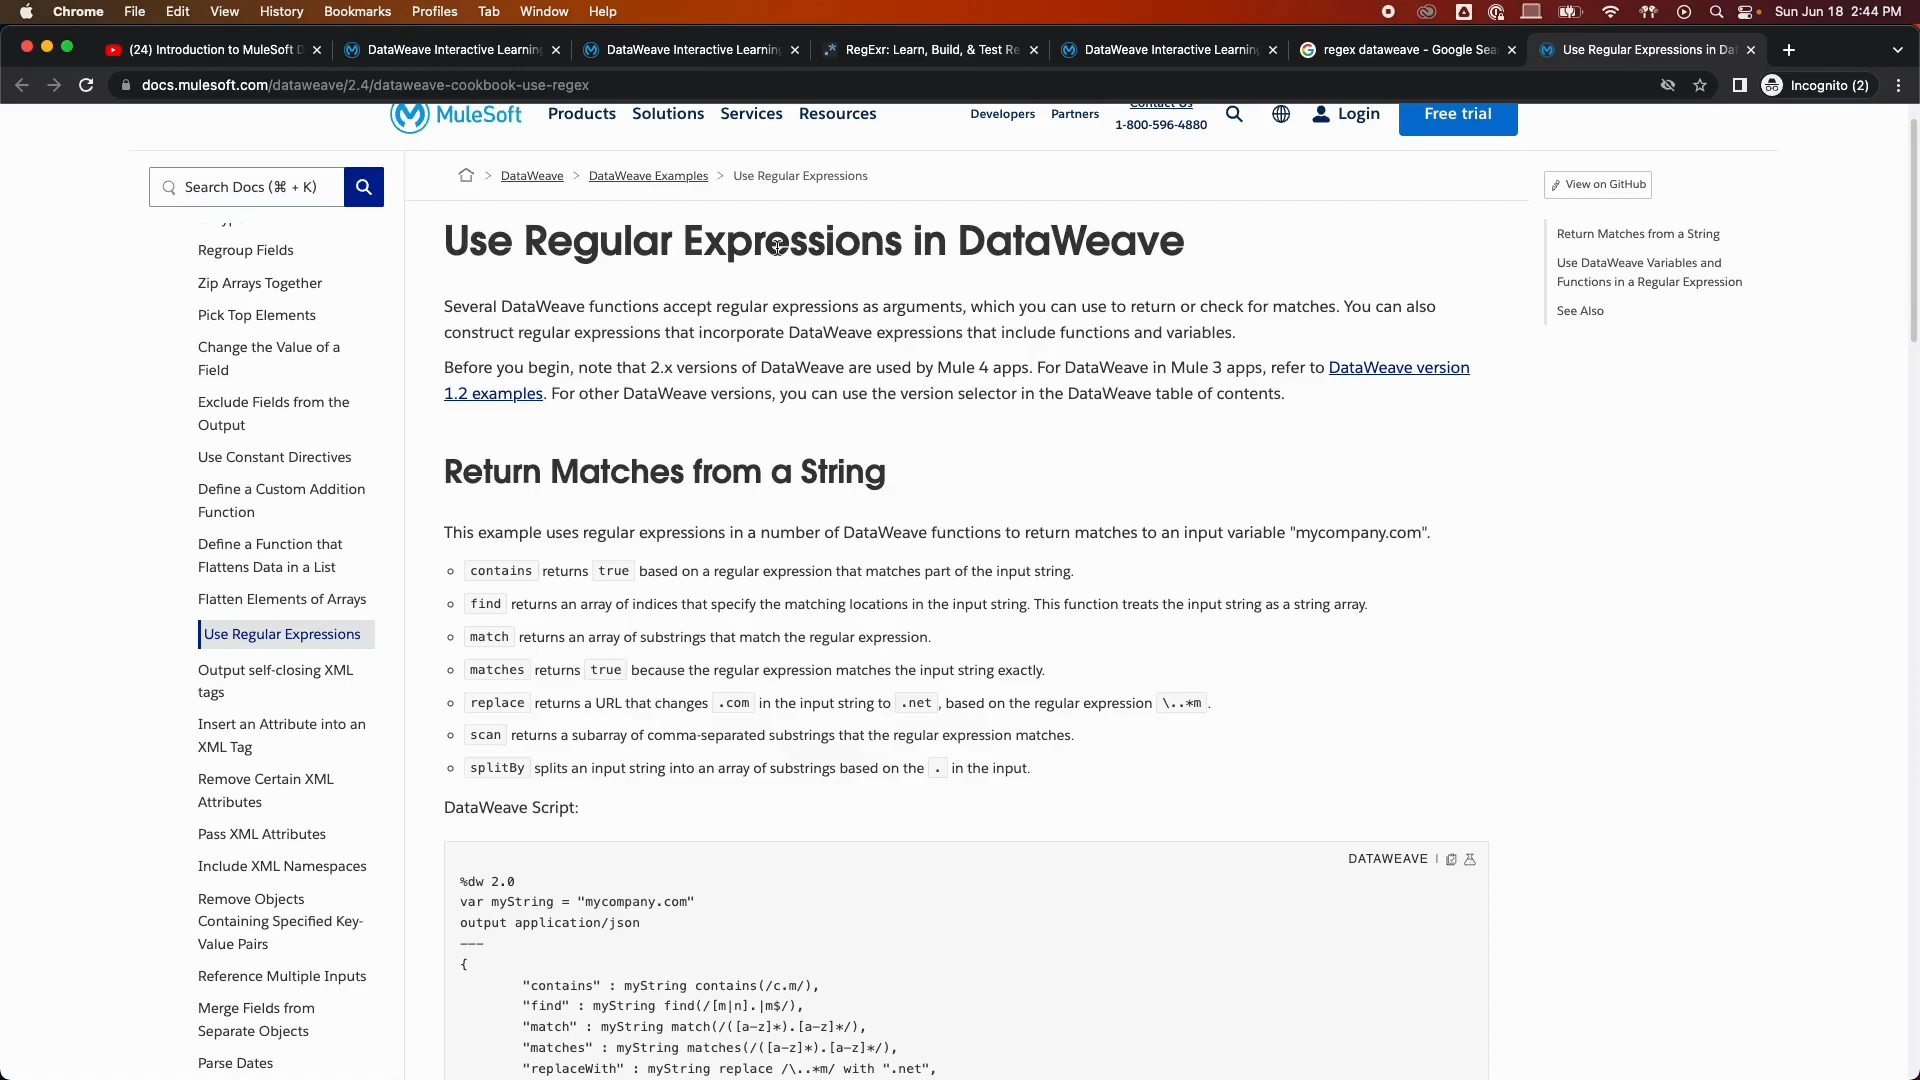 Chrome File Edit View History Bookmarks Profiles Tab Window Help Sun Jun 18 2:44 PM
(24) Introduction to MuleSoft D DataWeave Interactive Learning DataWeave Interactive Learning RegExr: Learn, Build, & Test Re DataWeave Interactive Learning regex dataweave - Google Sea Use Regular Expressions in Da
docs.mulesoft.com/dataweave/2.4/dataweave-cookbook-use-regex Incognito (2)
MuleSoft Products Solutions Services Resources Developers Partners Contact Us 1-800-596-4880 Login Free trial
Search Docs (⌘ + K)
DataWeave > DataWeave Examples > Use Regular Expressions
View on GitHub
Regroup Fields
Zip Arrays Together
Pick Top Elements
Change the Value of a
Field
Exclude Fields from the
Output
Use Constant Directives
Define a Custom Addition
Function
Define a Function that
Flattens Data in a List
Flatten Elements of Arrays
Use Regular Expressions
Output self-closing XML
tags
Insert an Attribute into an
XML Tag
Remove Certain XML
Attributes
Pass XML Attributes
Include XML Namespaces
Remove Objects
Containing Specified Key-
Value Pairs
Reference Multiple Inputs
Merge Fields from
Separate Objects
Parse Dates
Use Regular Expressions in DataWeave
Several DataWeave functions accept regular expressions as arguments, which you can use to return or check for matches. You can also
construct regular expressions that incorporate DataWeave expressions that include functions and variables.
Before you begin, note that 2.x versions of DataWeave are used by Mule 4 apps. For DataWeave in Mule 3 apps, refer to DataWeave version
1.2 examples. For other DataWeave versions, you can use the version selector in the DataWeave table of contents.
Return Matches from a String
This example uses regular expressions in a number of DataWeave functions to return matches to an input variable "mycompany.com".
contains returns true based on a regular expression that matches part of the input string.
find returns an array of indices that specify the matching locations in the input string. This function treats the input string as a string array.
match returns an array of substrings that match the regular expression.
matches returns true because the regular expression matches the input string exactly.
replace returns a URL that changes .com in the input string to .net, based on the regular expression \..*m.
scan returns a subarray of comma-separated substrings that the regular expression matches.
splitBy splits an input string into an array of substrings based on the . in the input.
DataWeave Script:
DATAWEAVE |
%dw 2.0
var myString = "mycompany.com"
output application/json
---
{
"contains" : myString contains(/c.m/),
"find" : myString find(/[m|n].|m$/),
"match" : myString match(/([a-z]*).[a-z]*/),
"matches" : myString matches(/([a-z]*).[a-z]*/),
"replaceWith" : myString replace /\..*m/ with ".net",
Return Matches from a String
Use DataWeave Variables and
Functions in a Regular Expression
See Also